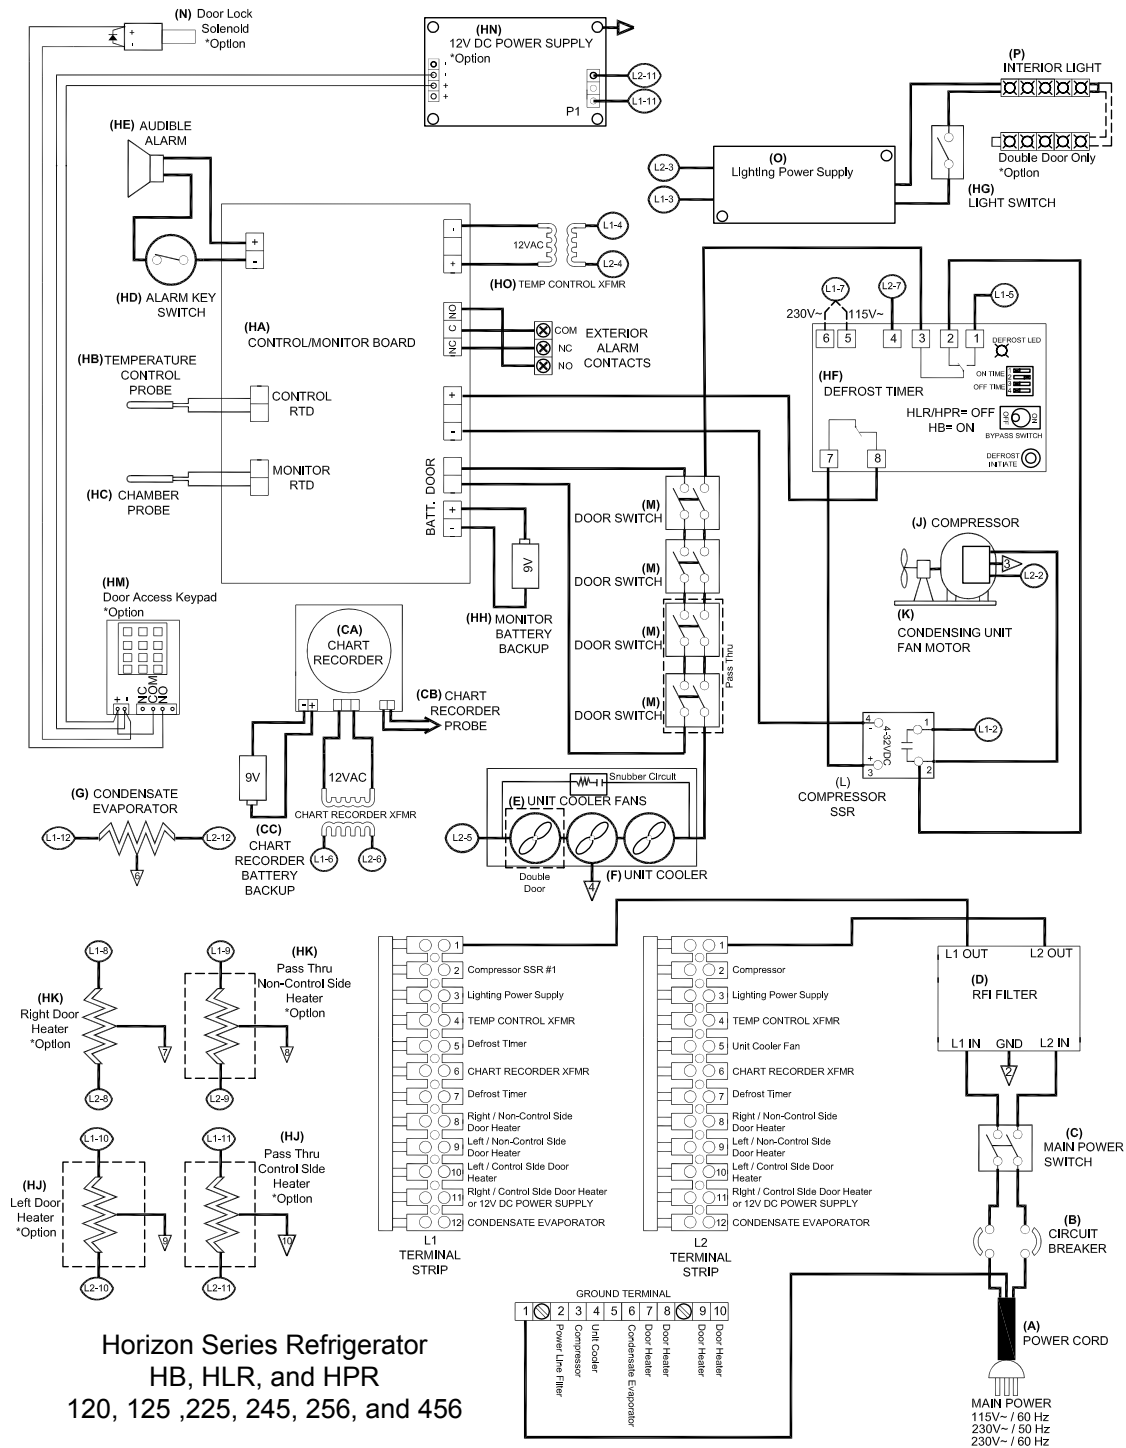 (N) Door Lock
Solenoid
*Option
+
-
(HN)
12V DC POWER SUPPLY
*Option
-
-
+
+
P1
L2-11
L1-11
(P)
INTERIOR LIGHT
Double Door Only
*Option
(HE) AUDIBLE
ALARM
(O)
Lighting Power Supply
L2-3
L1-3
(HG)
LIGHT SWITCH
+
-
(HD) ALARM KEY
SWITCH
-
+
12VAC
L1-4
L2-4
(HO) TEMP CONTROL XFMR
(HA)
CONTROL/MONITOR BOARD
NO
C
NC
COM
NC
NO
EXTERIOR
ALARM
CONTACTS
L1-7
L2-7
L1-5
230V~
115V~
6
5
4
3
2
1
DEFROST LED
(HF)
DEFROST TIMER
ON TIME
OFF TIME
1
2
3
4
HLR/HPR= OFF
HB= ON
OFF
ON
BYPASS SWITCH
DEFROST
INITIATE
7
8
(HB) TEMPERATURE
CONTROL
PROBE
CONTROL
RTD
+
-
(HC) CHAMBER
PROBE
MONITOR
RTD
DOOR
BATT.
+
-
9V
(HH) MONITOR
BATTERY
BACKUP
(M)
DOOR SWITCH
(M)
DOOR SWITCH
(M)
DOOR SWITCH
(M)
DOOR SWITCH
Pass Thru
(J) COMPRESSOR
3
L2-2
(K)
CONDENSING UNIT
FAN MOTOR
(HM)
Door Access Keypad
*Option
+ -
NC
COM
NO
(CA)
CHART
RECORDER
- +
(CB) CHART
RECORDER
PROBE
9V
12VAC
CHART RECORDER XFMR
L1-6
L2-6
(CC)
CHART
RECORDER
BATTERY
BACKUP
4
-
+
3
4-32VDC
1
2
L1-2
(L)
COMPRESSOR
SSR
(G) CONDENSATE
EVAPORATOR
L1-12
L2-12
6
Snubber Circuit
(E) UNIT COOLER FANS
L2-5
Double
Door
(F) UNIT COOLER
4
L1-8
(HK)
Right Door
Heater
*Option
7
L2-8
L1-9
(HK)
Pass Thru
Non-Control Side
Heater
*Option
8
L2-9
L1-10
(HJ)
Left Door
Heater
*Option
9
L2-10
L1-11
(HJ)
Pass Thru
Control Side
Heater
*Option
10
L2-11
1
2 Compressor SSR #1
3 Lighting Power Supply
4 TEMP CONTROL XFMR
5 Defrost Timer
6 CHART RECORDER XFMR
7 Defrost Timer
8 Right / Non-Control Side
Door Heater
9 Left / Non-Control Side
Door Heater
10 Left / Control Side Door
Heater
11 Right / Control Side Door Heater
or 12V DC POWER SUPPLY
12 CONDENSATE EVAPORATOR
L1
TERMINAL
STRIP
1
2 Compressor
3 Lighting Power Supply
4 TEMP CONTROL XFMR
5 Unit Cooler Fan
6 CHART RECORDER XFMR
7 Defrost Timer
8 Right / Non-Control Side
Door Heater
9 Left / Non-Control Side
Door Heater
10 Left / Control Side Door
Heater
11 Right / Control Side Door Heater
or 12V DC POWER SUPPLY
12 CONDENSATE EVAPORATOR
L2
TERMINAL
STRIP
L1 OUT
L2 OUT
(D)
RFI FILTER
L1 IN
GND
L2 IN
2
(C)
MAIN POWER
SWITCH
(B)
CIRCUIT
BREAKER
(A)
POWER CORD
MAIN POWER
115V~ / 60 Hz
230V~ / 50 Hz
230V~ / 60 Hz
GROUND TERMINAL
1 2 3 4 5 6 7 8 9 10
Power Line Filter
Compressor
Unit Cooler
Condensate Evaporator
Door Heater
Door Heater
Door Heater
Door Heater
Horizon Series Refrigerator
HB, HLR, and HPR
120, 125 ,225, 245, 256, and 456